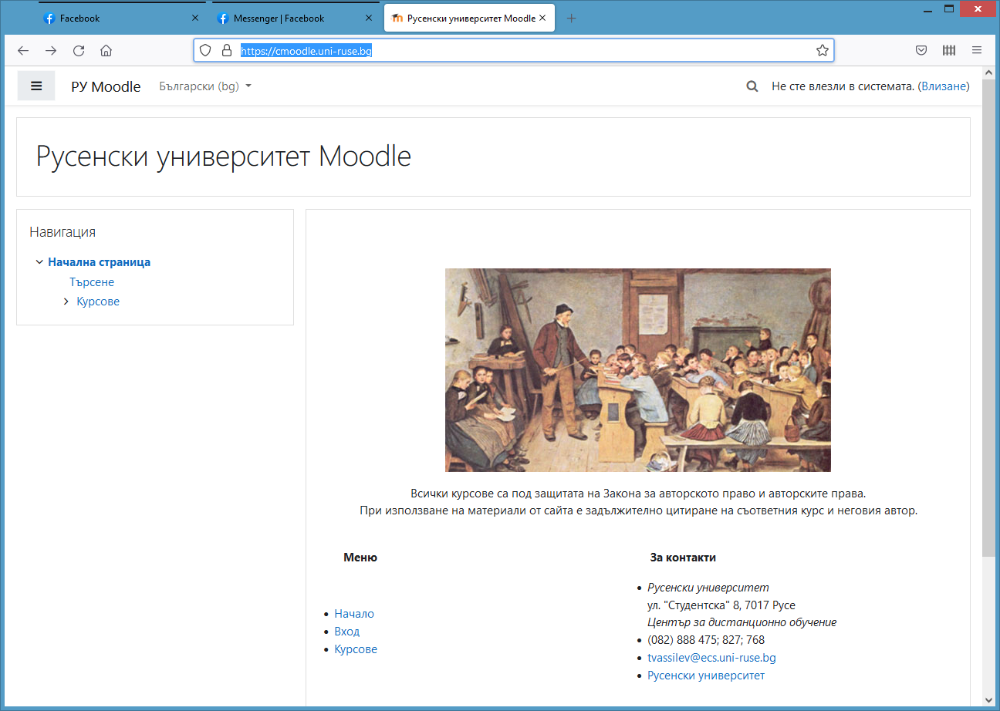 Facebook
Messenger | Facebook
Русенски университет Moodle
https://cmoodle.uni-ruse.bg
РУ Moodle
Български (bg)
Не сте влезли в системата. (Влизане)
Русенски университет Moodle
Навигация
Начална страница
Търсене
Курсове
Всички курсове са под защитата на Закона за авторското право и авторските права.
При използване на материали от сайта е задължително цитиране на съответния курс и неговия автор.
Меню
Начало
Вход
Курсове
За контакти
Русенски университет
ул. "Студентска" 8, 7017 Русе
Център за дистанционно обучение
(082) 888 475; 827; 768
tvassilev@ecs.uni-ruse.bg
Русенски университет